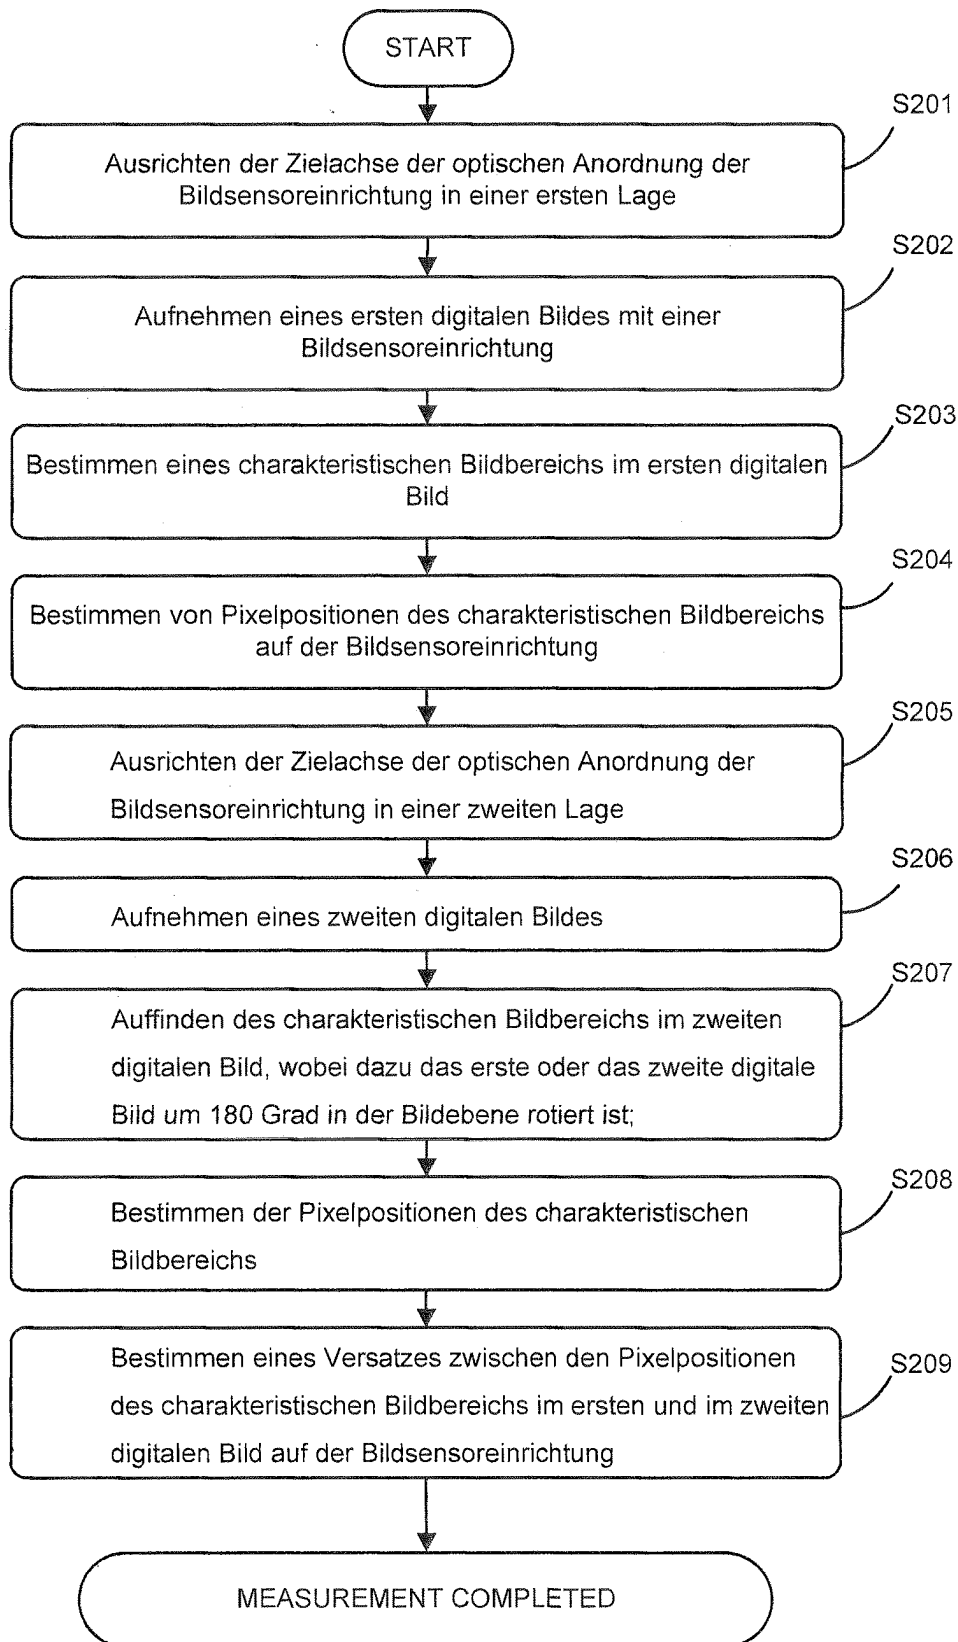 START
S201
Ausrichten der Zielachse der optischen Anordnung der
Bildsensoreinrichtung in einer ersten Lage
S202
Aufnehmen eines ersten digitalen Bildes mit einer
Bildsensoreinrichtung
S203
Bestimmen eines charakteristischen Bildbereichs im ersten digitalen
Bild
S204
Bestimmen von Pixelpositionen des charakteristischen Bildbereichs
auf der Bildsensoreinrichtung
S205
Ausrichten der Zielachse der optischen Anordnung der
Bildsensoreinrichtung in einer zweiten Lage
S206
Aufnehmen eines zweiten digitalen Bildes
S207
Auffinden des charakteristischen Bildbereichs im zweiten
digitalen Bild, wobei dazu das erste oder das zweite digitale
Bild um 180 Grad in der Bildebene rotiert ist;
S208
Bestimmen der Pixelpositionen des charakteristischen
Bildbereichs
S209
Bestimmen eines Versatzes zwischen den Pixelpositionen
des charakteristischen Bildbereichs im ersten und im zweiten
digitalen Bild auf der Bildsensoreinrichtung
MEASUREMENT COMPLETED